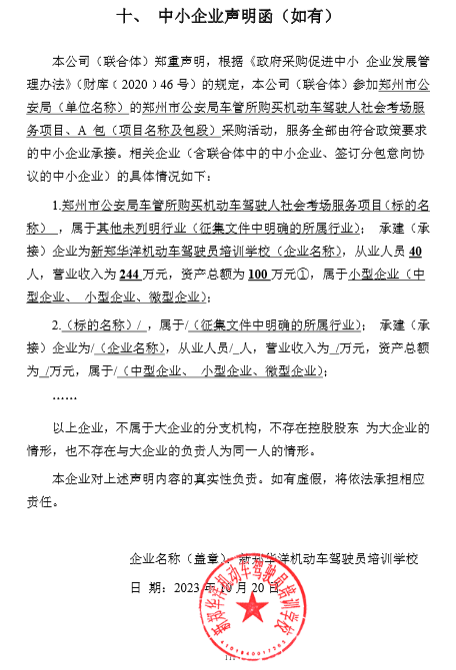 十、 中小企业声明函（如有）
本公司（联合体）郑重声明，根据《政府采购促进中小 企业发展管
理办法》（财库﹝2020﹞46 号）的规定，本公司（联合体）参加郑州市公
安局（单位名称）的郑州市公安局车管所购买机动车驾驶人社会考场服
务项目、A 包（项目名称及包段）采购活动，服务全部由符合政策要求
的中小企业承接。相关企业（含联合体中的中小企业、签订分包意向协
议的中小企业）的具体情况如下：
1.郑州市公安局车管所购买机动车驾驶人社会考场服务项目（标的名
称） ，属于其他未列明行业（征集文件中明确的所属行业）； 承建（承
接）企业为新郑华洋机动车驾驶员培训学校（企业名称），从业人员 40
人，营业收入为 244 万元，资产总额为 100 万元①，属于小型企业（中
型企业、 小型企业、微型企业）；
2.（标的名称）/ ，属于/（征集文件中明确的所属行业）； 承建（承
接）企业为/（企业名称），从业人员/ 人，营业收入为 /万元，资产总额
为 /万元，属于/（中型企业、 小型企业、微型企业）；
……
以上企业，不属于大企业的分支机构，不存在控股股东 为大企业的
情形，也不存在与大企业的负责人为同一人的情形。
本企业对上述声明内容的真实性负责。如有虚假，将依法承担相应
责任。
企业名称（盖章）：新郑华洋机动车驾驶员培训学校
日 期：2023 年 10 月 20 日
新郑华洋机动车驾驶员培训学校